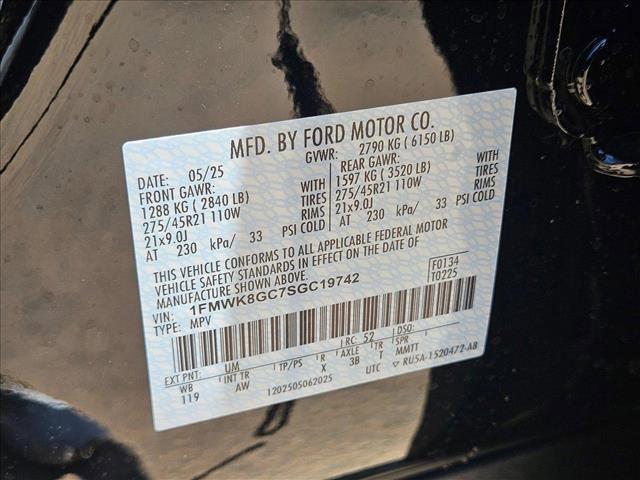 MFD. BY FORD MOTOR CO.
DATE: 05/25 GVWR: 2790 KG ( 6150 LB)
FRONT GAWR: REAR GAWR:
1288 KG ( 2840 LB) WITH 1597 KG ( 3520 LB) WITH
275/45R21 110W TIRES 275/45R21 110W TIRES
21x9.0J RIMS 21x9.0J RIMS
AT 230 kPa/ 33 PSI COLD AT 230 kPa/ 33 PSI COLD
THIS VEHICLE CONFORMS TO ALL APPLICABLE FEDERAL MOTOR
VEHICLE SAFETY STANDARDS IN EFFECT ON THE DATE OF
MANUFACTURE SHOWN ABOVE.
VIN: 1FMWK8GC7SGC19742 F0134
TYPE: MPV T0225
EXT PNT: UM RC: 52 DSO:
WB INT TR TP/PS R AXLE TR SPR
119 AW X 3B T MMTT
1202505062025 UTC ▽ RU5A-1520472-AB